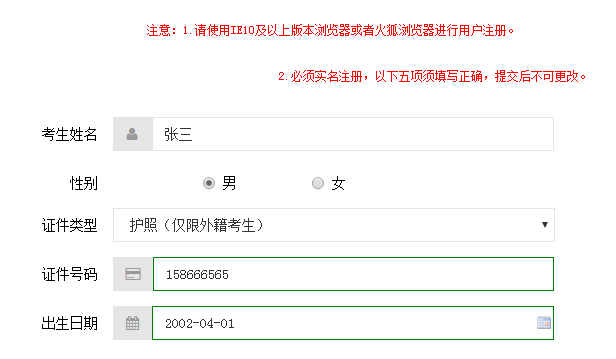 注意：1.请使用IE10及以上版本浏览器或者火狐浏览器进行用户注册。
2.必须实名注册，以下五项须填写正确，提交后不可更改。
考生姓名 张三
性别 男 女
证件类型 护照（仅限外籍考生）
证件号码 158666565
出生日期 2002-04-01